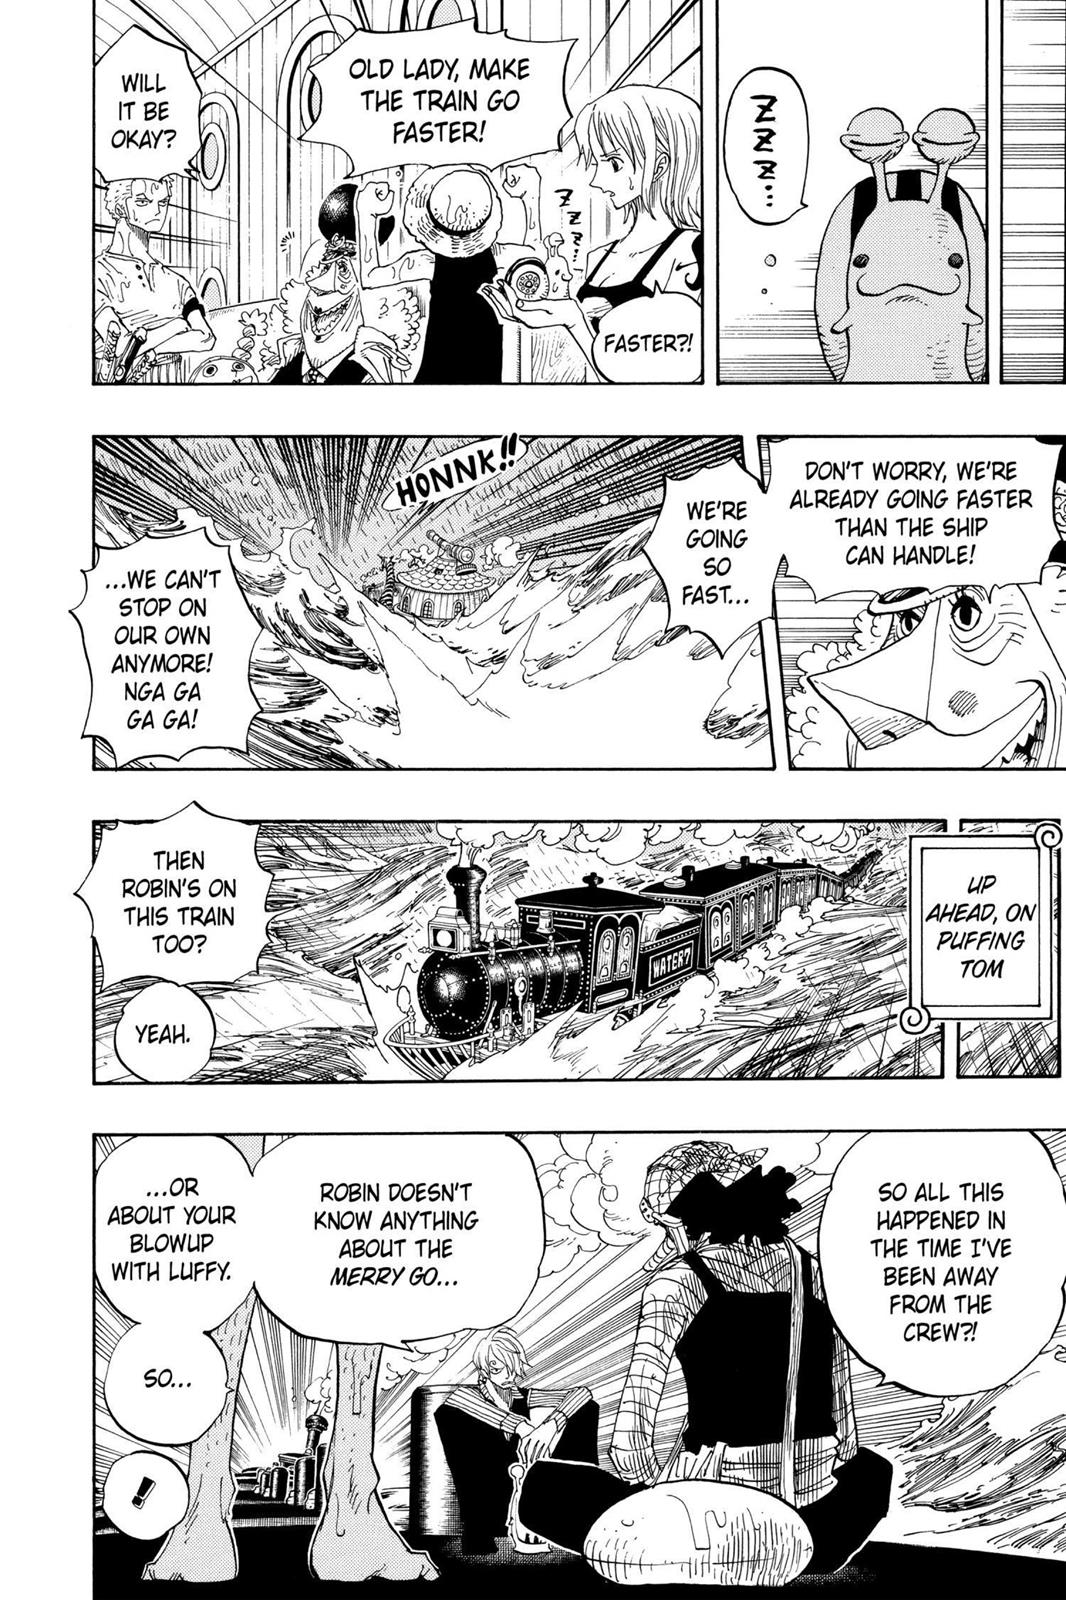 ZZZ...
OLD LADY, MAKE
THE TRAIN GO
FASTER!
ZZZ...
FASTER?!
WILL
IT BE
OKAY?
DON'T WORRY, WE'RE
ALREADY GOING FASTER
THAN THE SHIP
CAN HANDLE!
WE'RE
GOING
SO
FAST...
HONNK!!
...WE CAN'T
STOP ON
OUR OWN
ANYMORE!
NGA GA
GA GA!
UP
AHEAD, ON
PUFFING
TOM
WATER7
THEN
ROBIN'S ON
THIS TRAIN
TOO?
YEAH.
SO ALL THIS
HAPPENED IN
THE TIME I'VE
BEEN AWAY
FROM THE
CREW?!
ROBIN DOESN'T
KNOW ANYTHING
ABOUT THE
MERRY GO...
...OR
ABOUT YOUR
BLOWUP
WITH LUFFY.
SO...
!